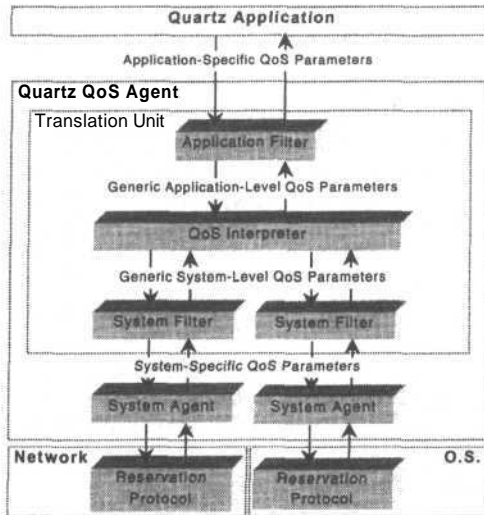 Quartz Application
Application-Specific QoS Parameters
Quartz QoS Agent
Translation Unit
Application Filter
Generic Application-Level QoS Parameters
QoS Interpreter
Generic System-Level QoS Parameters
System Filter System Filter
System-Specific QoS Parameters
System Agent System Agent
Network O.S.
Reservation Reservation
Protocol Protocol